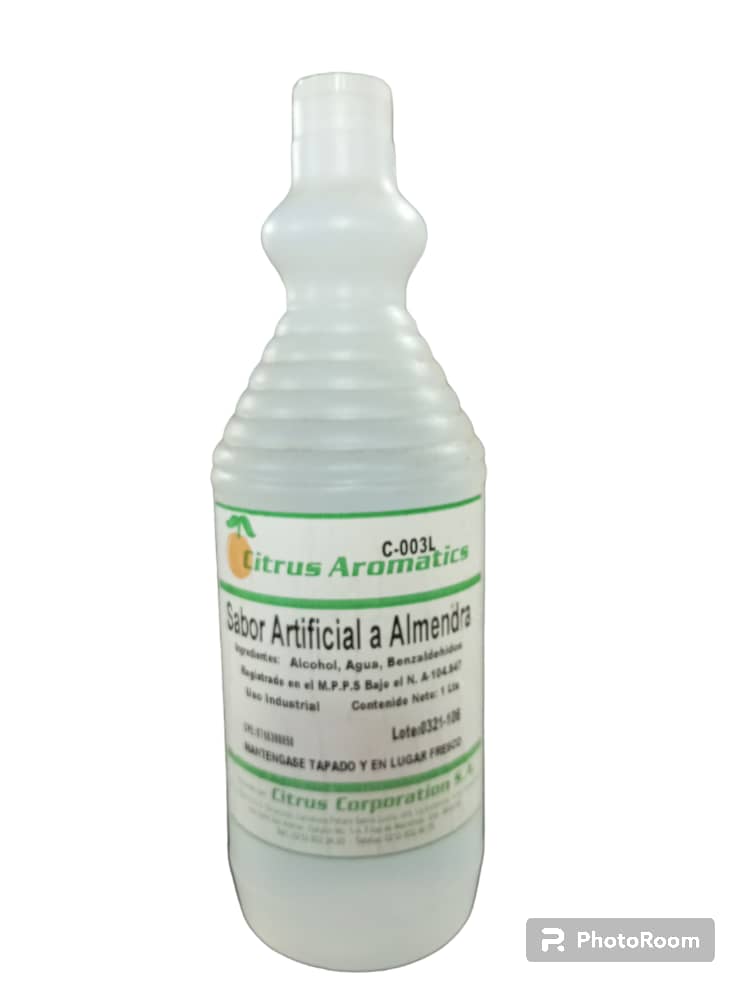 C-003L
Citrus Aromatics
Sabor Artificial a Almendra
Ingredientes: Alcohol, Agua, Benzaldehidos
Registrado en el M.P.P.S Bajo el N. A-104.947
Uso Industrial Contenido Neto: 1 Lts
Lote:0321-106
MANTENGASE TAPADO Y EN LUGAR FRESCO
Citrus Corporation S.A.
PhotoRoom